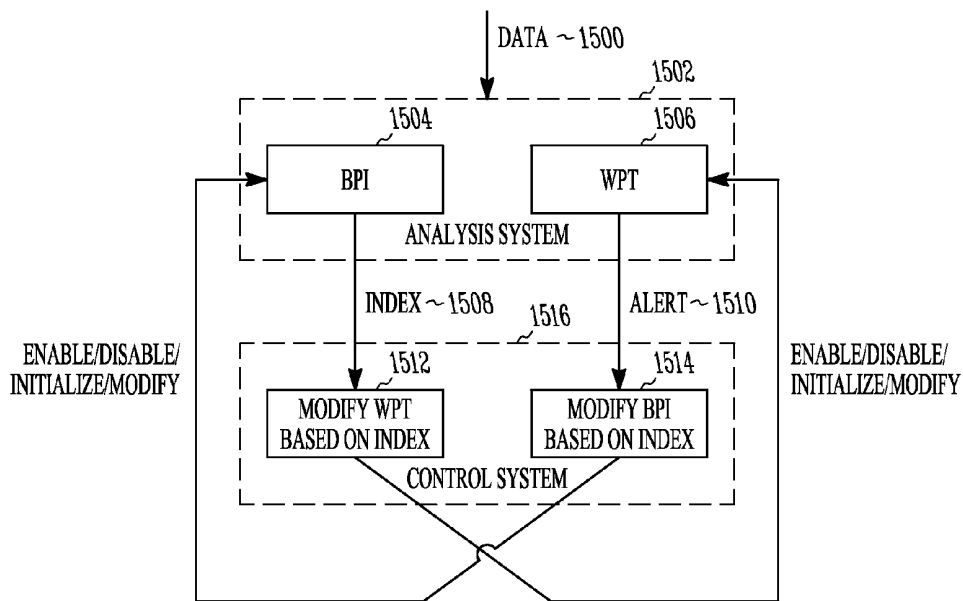 DATA ~1500
1502
1504
1506
BPI
WPT
ANALYSIS SYSTEM
INDEX ~1508
ALERT ~1510
1516
ENABLE/DISABLE/
INITIALIZE/MODIFY
ENABLE/DISABLE/
INITIALIZE/MODIFY
1512
1514
MODIFY WPT
BASED ON INDEX
MODIFY BPI
BASED ON INDEX
CONTROL SYSTEM